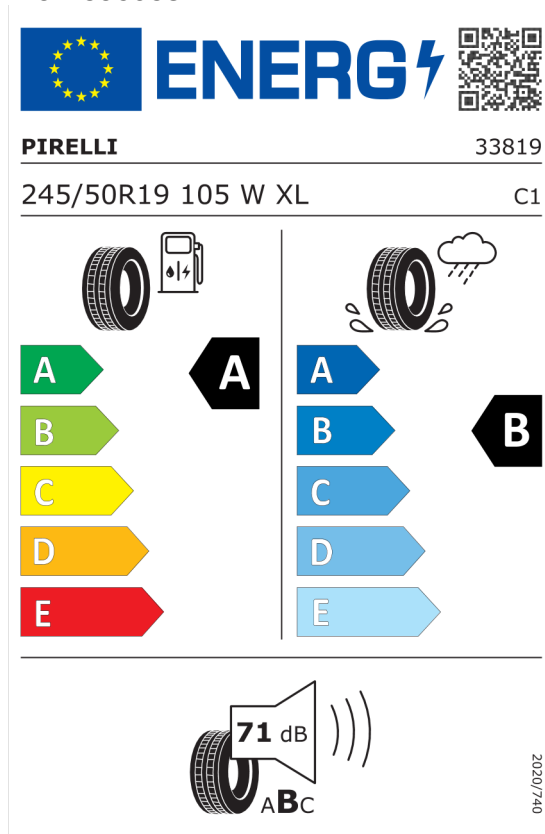 ENERG
PIRELLI 33819
245/50R19 105 W XL C1
A A
A A
B B
B
C C
D D
E E
71 dB
ABC
2020/740